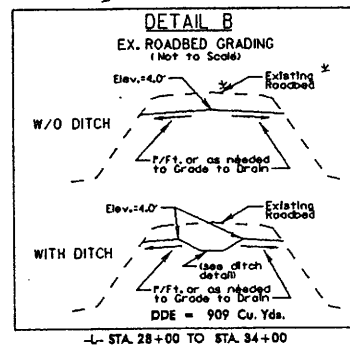 DETAIL B
EX. ROADBED GRADING
(Not to Scale)
Elev.=4.0'
Existing
Roadbed
W/O DITCH
1"/Ft. or as needed
to Grade to Drain
Elev.=4.0'
Existing
Roadbed
WITH DITCH
(see ditch
detail)
1"/Ft. or as needed
to Grade to Drain
DDE = 909 Cu. Yds.
-L- STA. 28+00 TO STA. 34+00